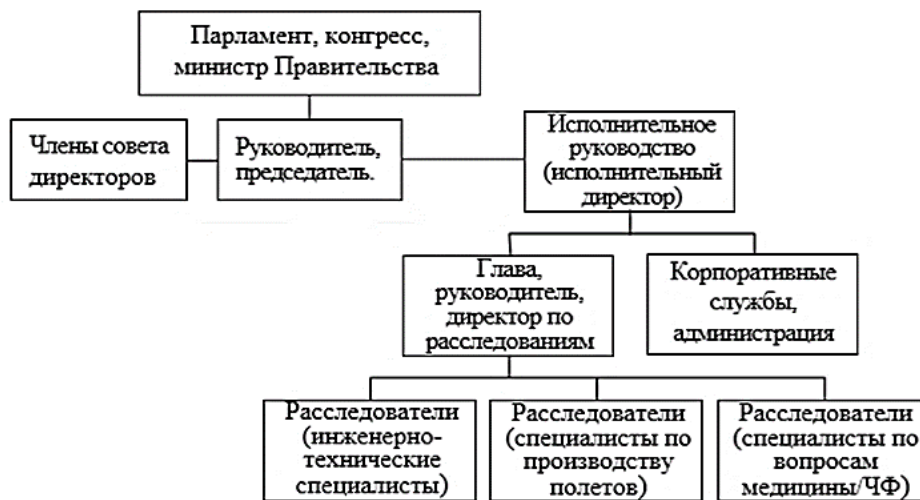 Парламент, конгресс,
министр Правительства
Члены совета
директоров
Руководитель,
председатель.
Исполнительное
руководство
(исполнительный
директор)
Глава,
руководитель,
директор по
расследованиям
Корпоративные
службы,
администрация
Расследователи
(инженерно-
технические
специалисты)
Расследователи
(специалисты по
производству
полетов)
Расследователи
(специалисты по
вопросам
медицины/ЧФ)